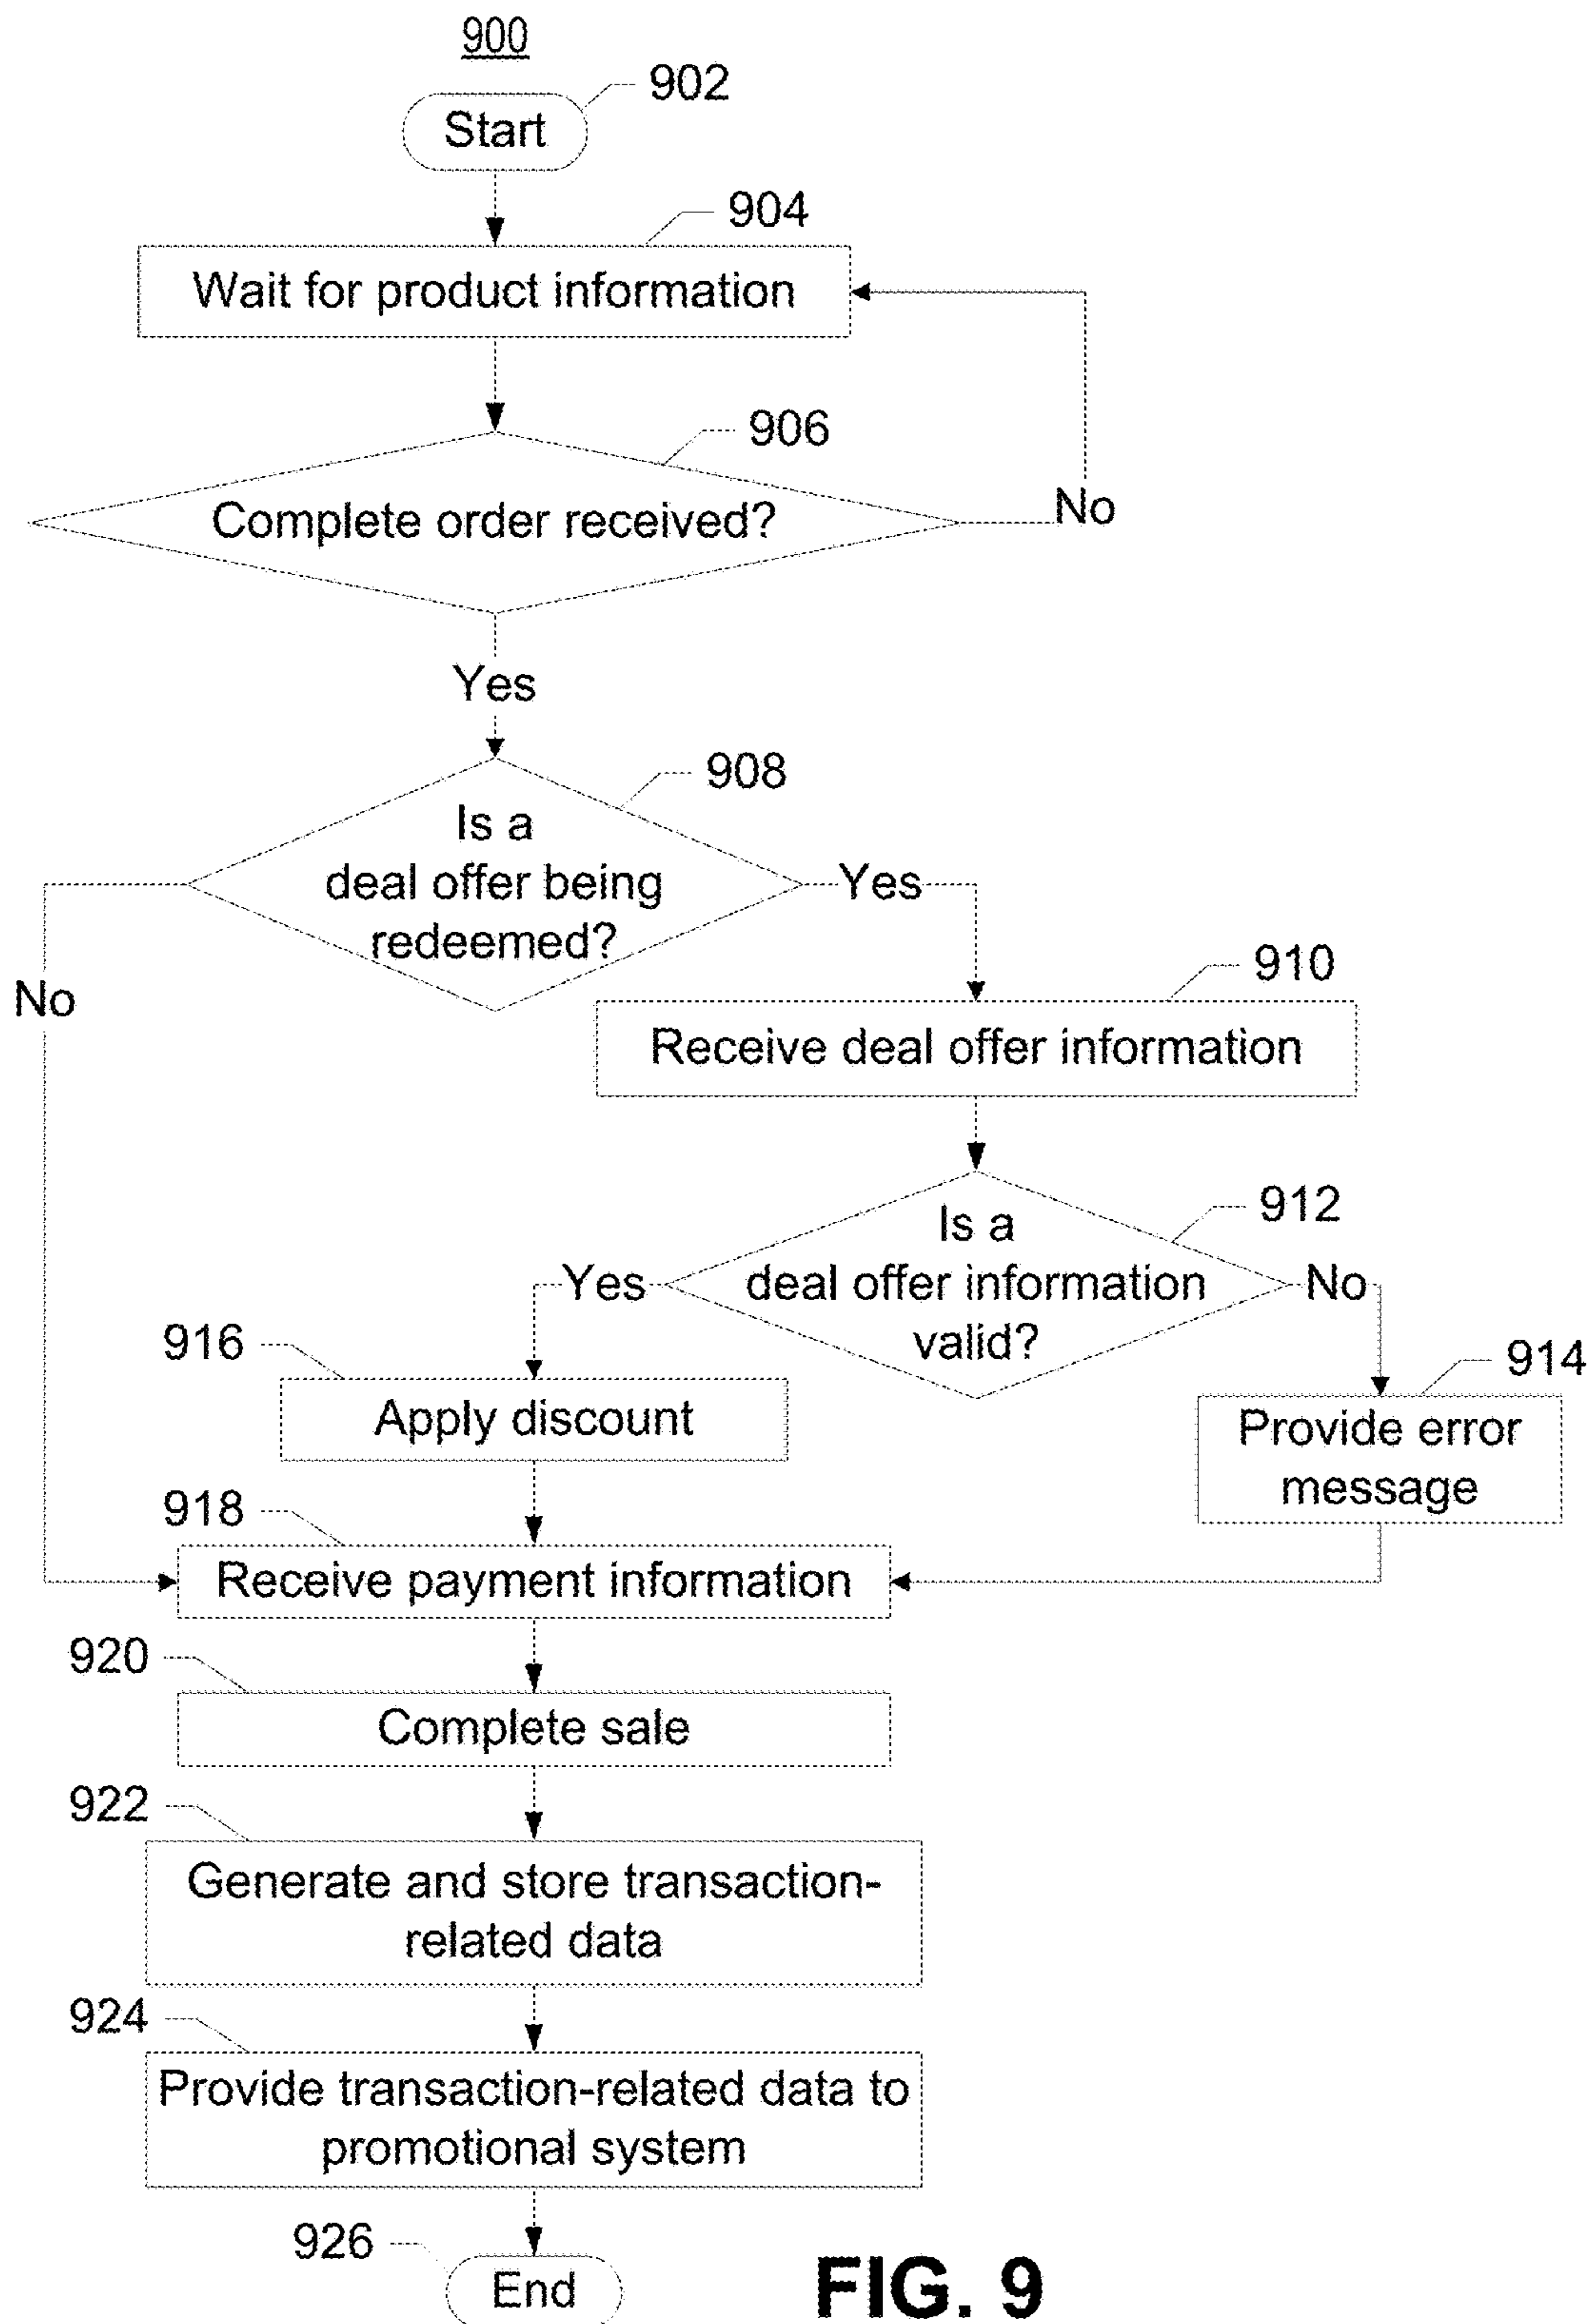 900
902
Start
904
Wait for product information
906
Complete order received?
No
Yes
908
Is a
deal offer being
redeemed?
Yes
No
910
Receive deal offer information
912
Is a
deal offer information
valid?
Yes
No
914
Provide error
message
916
Apply discount
918
Receive payment information
920
Complete sale
922
Generate and store transaction-
related data
924
Provide transaction-related data to
promotional system
926
End
FIG. 9